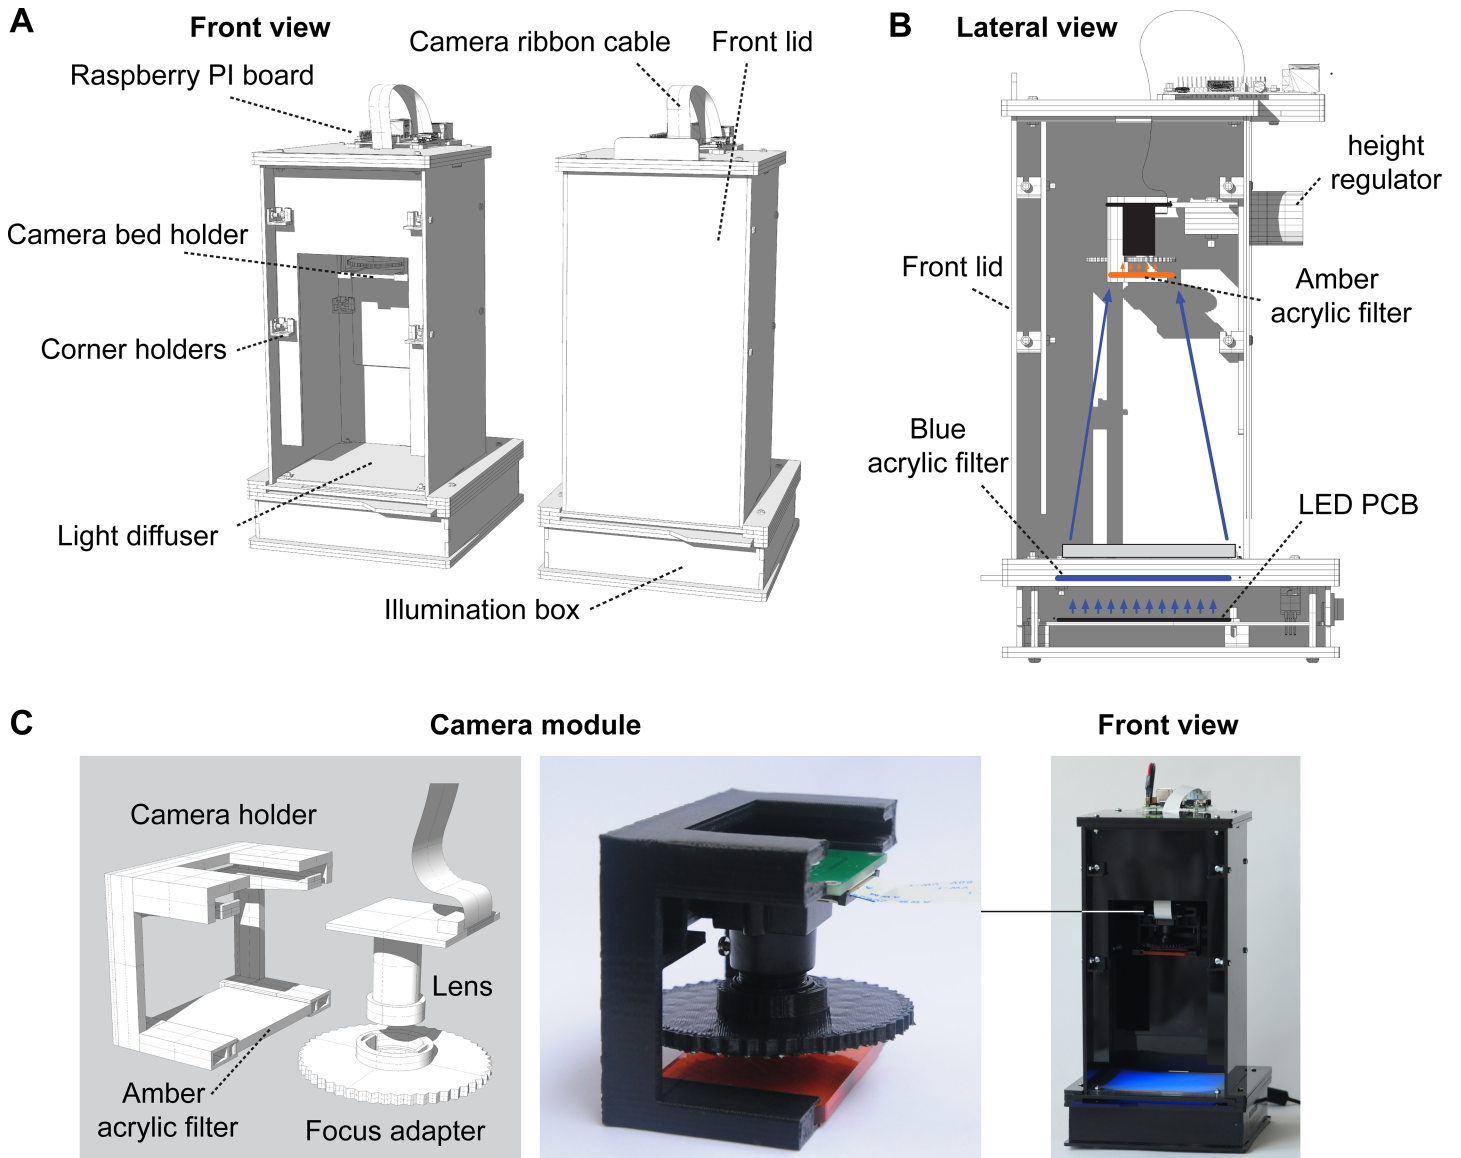 A
Front view
Camera ribbon cable
Front lid
Raspberry PI board
Camera bed holder
Corner holders
Light diffuser
Illumination box
B
Lateral view
height
regulator
Front lid
Amber
acrylic filter
Blue
acrylic filter
LED PCB
C
Camera module
Front view
Camera holder
Lens
Amber
acrylic filter
Focus adapter